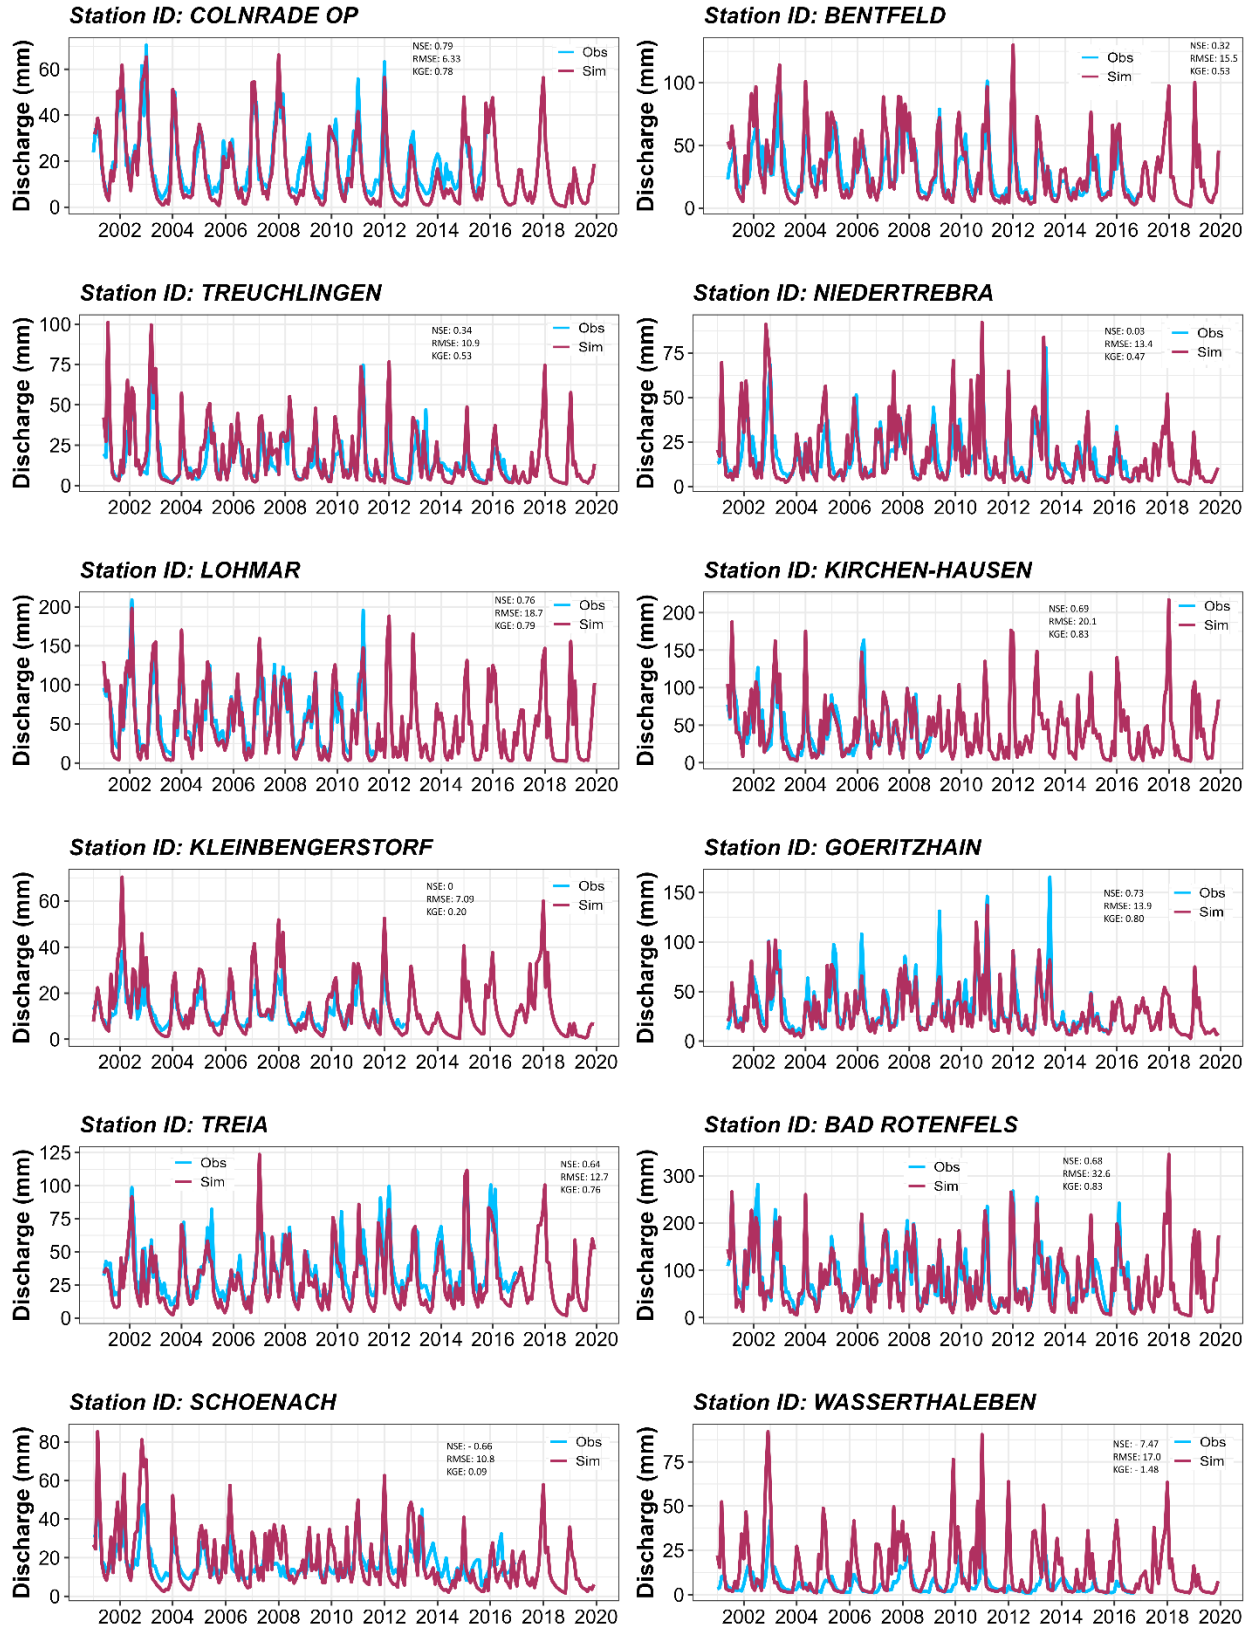 Station ID: COLNRADE OP
Discharge (mm)
60
40
20
0
NSE: 0.79
RMSE: 6.33
KGE: 0.78
Obs
Sim
2002 2004 2006 2008 2010 2012 2014 2016 2018 2020
Station ID: BENTFELD
Discharge (mm)
100
50
0
Obs
Sim
NSE: 0.32
RMSE: 15.5
KGE: 0.53
2002 2004 2006 2008 2010 2012 2014 2016 2018 2020
Station ID: TREUCHLINGEN
Discharge (mm)
100
75
50
25
0
NSE: 0.34
RMSE: 10.9
KGE: 0.53
Obs
Sim
2002 2004 2006 2008 2010 2012 2014 2016 2018 2020
Station ID: NIEDERTREBRA
Discharge (mm)
75
50
25
0
NSE: 0.03
RMSE: 13.4
KGE: 0.47
Obs
Sim
2002 2004 2006 2008 2010 2012 2014 2016 2018 2020
Station ID: LOHMAR
Discharge (mm)
200
150
100
50
0
NSE: 0.76
RMSE: 18.7
KGE: 0.79
Obs
Sim
2002 2004 2006 2008 2010 2012 2014 2016 2018 2020
Station ID: KIRCHEN-HAUSEN
Discharge (mm)
200
150
100
50
0
NSE: 0.69
RMSE: 20.1
KGE: 0.83
Obs
Sim
2002 2004 2006 2008 2010 2012 2014 2016 2018 2020
Station ID: KLEINBENGERSTORF
Discharge (mm)
60
40
20
0
NSE: 0
RMSE: 7.09
KGE: 0.20
Obs
Sim
2002 2004 2006 2008 2010 2012 2014 2016 2018 2020
Station ID: GOERITZHAIN
Discharge (mm)
150
100
50
0
NSE: 0.73
RMSE: 13.9
KGE: 0.80
Obs
Sim
2002 2004 2006 2008 2010 2012 2014 2016 2018 2020
Station ID: TREIA
Discharge (mm)
125
100
75
50
25
0
Obs
Sim
NSE: 0.64
RMSE: 12.7
KGE: 0.76
2002 2004 2006 2008 2010 2012 2014 2016 2018 2020
Station ID: BAD ROTENFELS
Discharge (mm)
300
200
100
0
Obs
Sim
NSE: 0.68
RMSE: 32.6
KGE: 0.83
2002 2004 2006 2008 2010 2012 2014 2016 2018 2020
Station ID: SCHOENACH
Discharge (mm)
80
60
40
20
0
NSE: - 0.66
RMSE: 10.8
KGE: 0.09
Obs
Sim
2002 2004 2006 2008 2010 2012 2014 2016 2018 2020
Station ID: WASSERTHALEBEN
Discharge (mm)
75
50
25
0
NSE: - 7.47
RMSE: 17.0
KGE: - 1.48
Obs
Sim
2002 2004 2006 2008 2010 2012 2014 2016 2018 2020